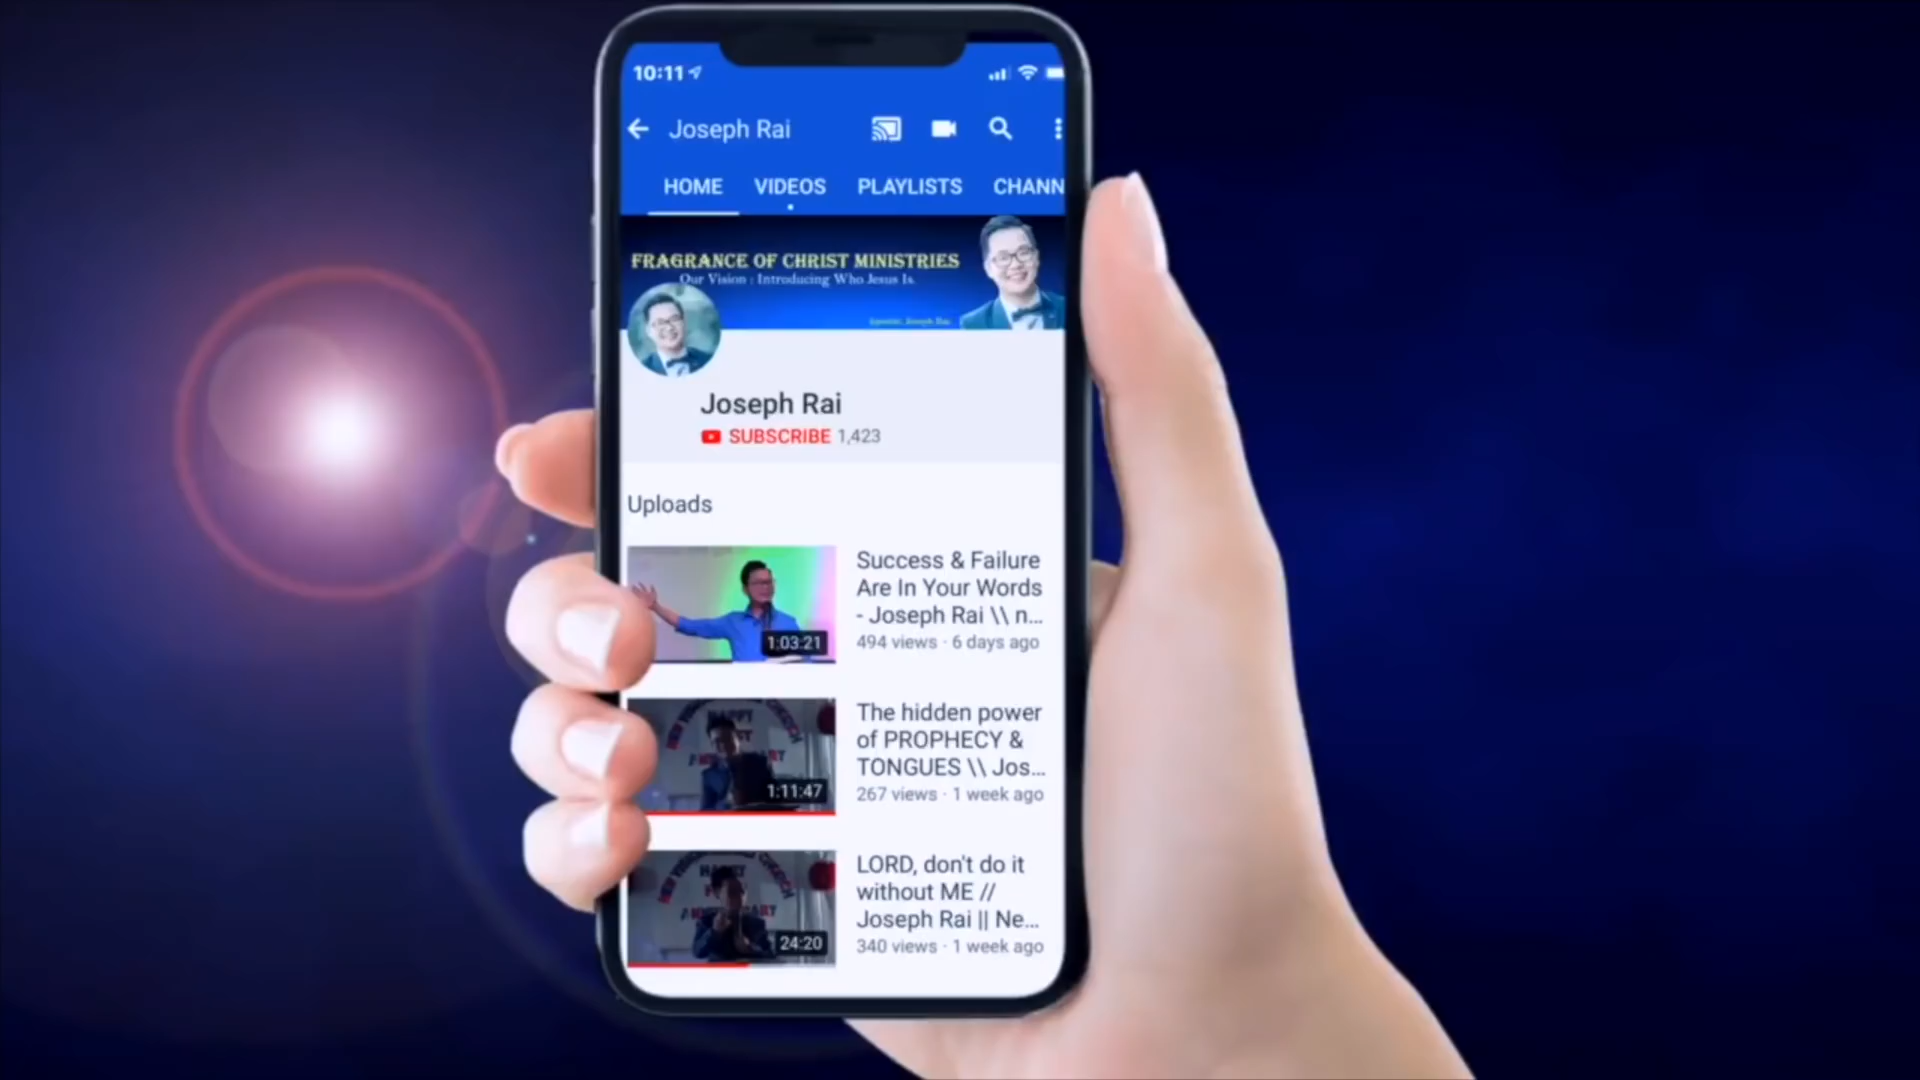 10:11
Joseph Rai
HOME VIDEOS PLAYLISTS CHANN
FRAGRANCE OF CHRIST MINISTRIES
Our Vision : Introducing Who Jesus Is.
Joseph Rai
SUBSCRIBE 1,423
Uploads
Success & Failure
Are In Your Words
- Joseph Rai \\ n...
494 views · 6 days ago
1:03:21
The hidden power
of PROPHECY &
TONGUES \\ Jos...
267 views · 1 week ago
HAPPY
1:11:47
LORD, don't do it
without ME //
Joseph Rai || Ne...
340 views · 1 week ago
24:20